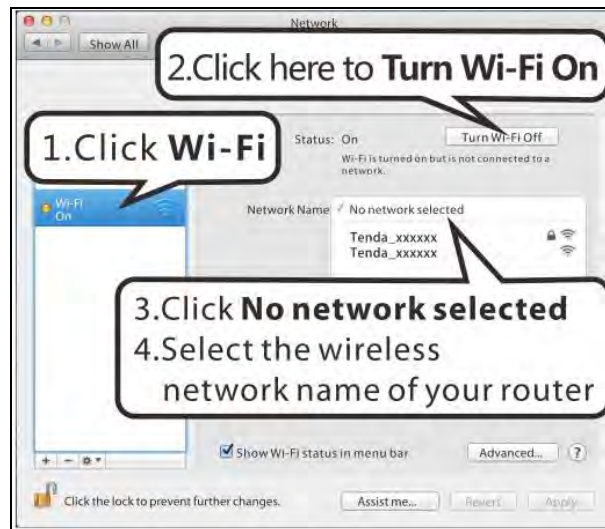 Network
Show All
2.Click here to Turn Wi-Fi On
1.Click Wi-Fi
Status: On
Turn Wi-Fi Off
Wi-Fi is turned on but is not connected to a
network.
Wi-Fi
On
Network Name
No network selected
Tenda_xxxxxx
Tenda_xxxxxx
3.Click No network selected
4.Select the wireless
network name of your router
Show Wi-Fi status in menu bar
Advanced...
?
Click the lock to prevent further changes.
Assist me...
Revert
Apply